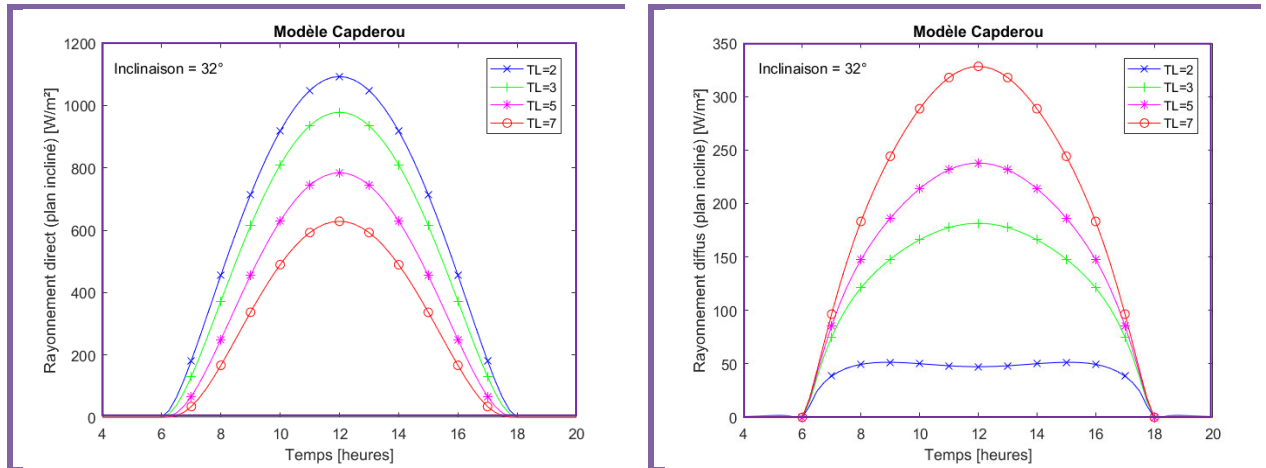 Modèle Capderou
Inclinaison = 32°
TL=2
TL=3
TL=5
TL=7
Rayonnement direct (plan incliné) [W/m²]
1200
1000
800
600
400
200
0
4 6 8 10 12 14 16 18 20
Temps [heures]
Modèle Capderou
Inclinaison = 32°
TL=2
TL=3
TL=5
TL=7
Rayonnement diffus (plan incliné) [W/m²]
350
300
250
200
150
100
50
0
4 6 8 10 12 14 16 18 20
Temps [heures]